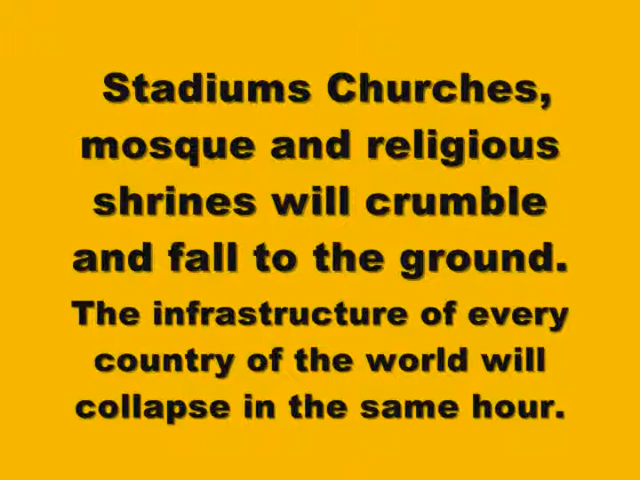 Stadiums Churches,
mosque and religious
shrines will crumble
and fall to the ground.
The infrastructure of every
country of the world will
collapse in the same hour.